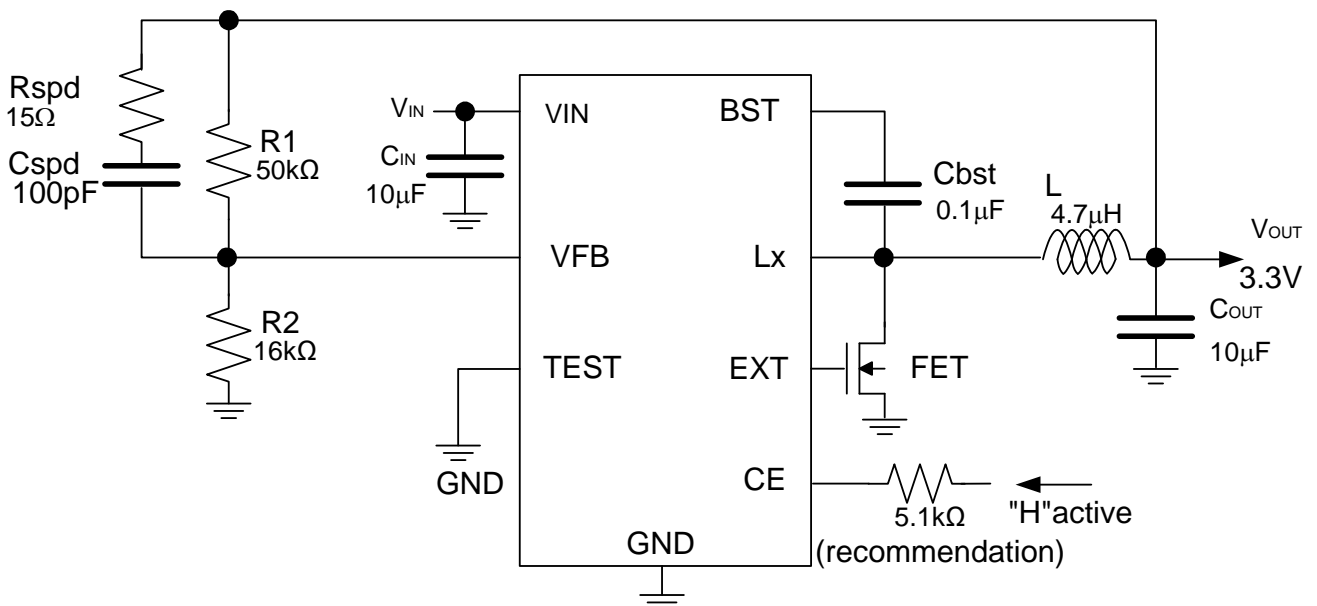 Rspd
15Ω
Cspd
100pF
R1
50kΩ
R2
16kΩ
VIN
CIN
10μF
VIN
VFB
TEST
GND
BST
Lx
EXT
CE
GND
Cbst
0.1μF
L
4.7μH
VOUT
3.3V
COUT
10μF
FET
5.1kΩ
"H"active
(recommendation)